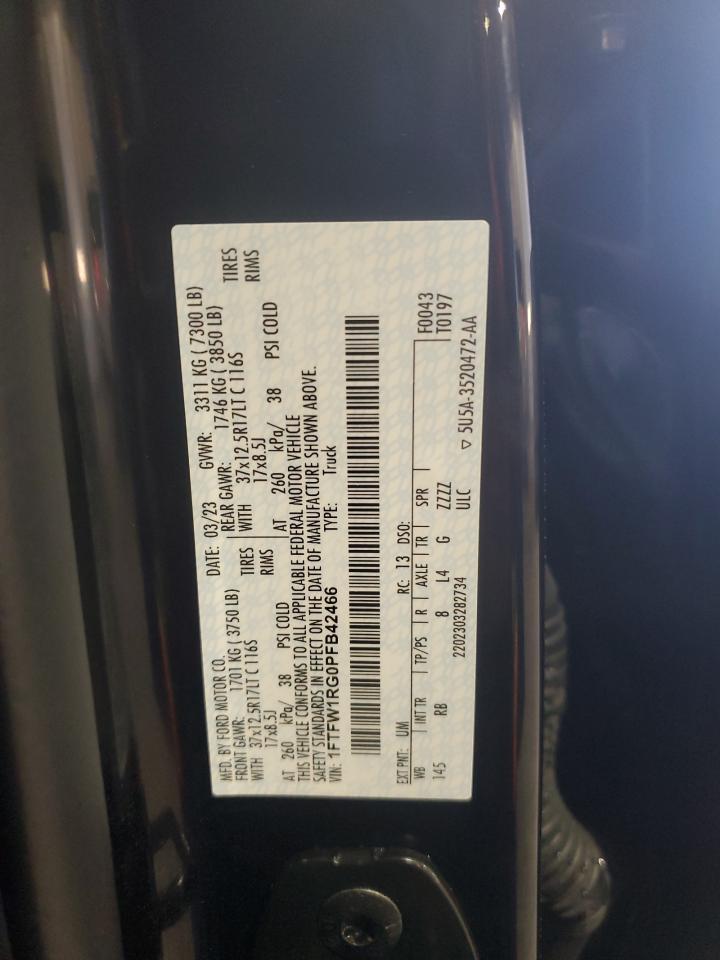 MFD. BY FORD MOTOR CO.
DATE: 03/23 GVWR: 3311 KG ( 7300 LB)
FRONT GAWR: 1701 KG ( 3750 LB) REAR GAWR: 1746 KG ( 3850 LB)
WITH 37x12.5R17LT C 116S TIRES WITH 37x12.5R17LT C 116S TIRES
17x8.5J RIMS 17x8.5J RIMS
AT 260 kPa/ 38 PSI COLD AT 260 kPa/ 38 PSI COLD
THIS VEHICLE CONFORMS TO ALL APPLICABLE FEDERAL MOTOR VEHICLE
SAFETY STANDARDS IN EFFECT ON THE DATE OF MANUFACTURE SHOWN ABOVE.
VIN: 1FTFW1RG0PFB42466 TYPE: Truck
EXT PNT: UM RC: 13 DSO:
WB INT TR TP/PS R AXLE TR SPR F0043
T0197
145 RB 8 L4 G ZZZZ
2202303282734 ULC ▽ 5U5A-3520472-AA